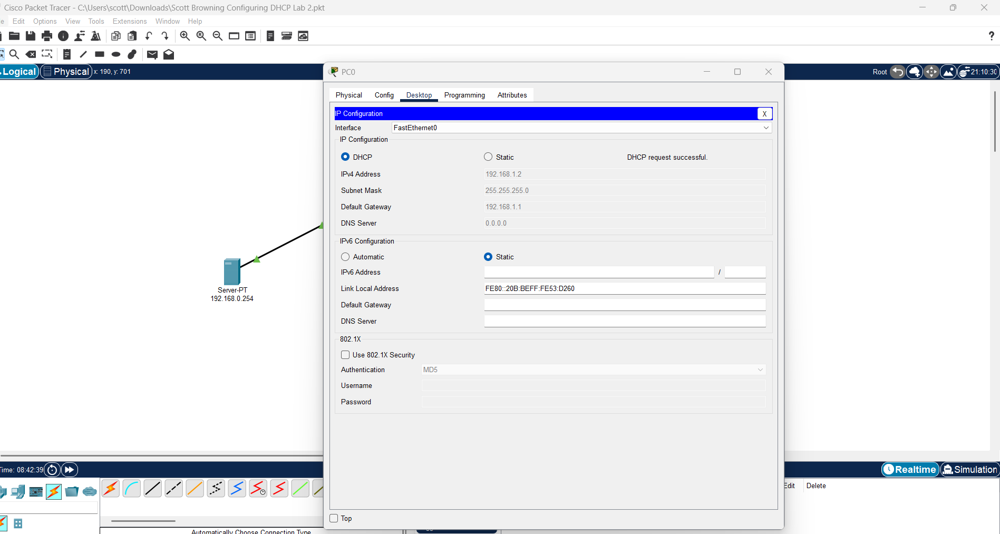 Cisco Packet Tracer - C:\Users\scott\Downloads\Scott Browning Configuring DHCP Lab 2.pkt
Edit Options View Tools Extensions Window Help
?
Logical Physical x: 190, y: 701
Root 21:10:30
PC0
Physical Config Desktop Programming Attributes
IP Configuration X
Interface FastEthernet0
IP Configuration
DHCP Static DHCP request successful.
IPv4 Address 192.168.1.2
Subnet Mask 255.255.255.0
Default Gateway 192.168.1.1
DNS Server 0.0.0.0
IPv6 Configuration
Automatic Static
IPv6 Address /
Link Local Address FE80::20B:BEFF:FE53:D260
Default Gateway
DNS Server
802.1X
Use 802.1X Security
Authentication MD5
Username
Password
Top
Server-PT
192.168.0.254
Time: 08:42:39
Realtime Simulation
Edit Delete
Automatically Choose Connection Type